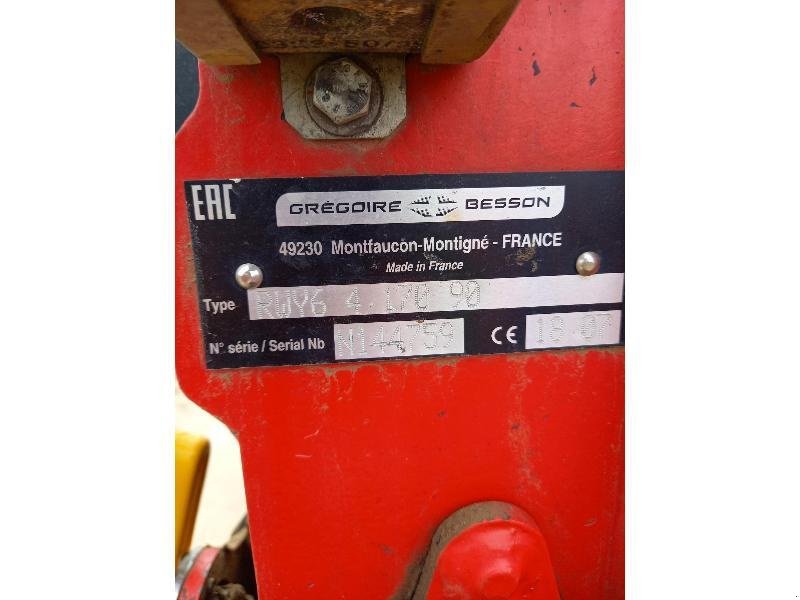 EAC
GRÉGOIRE BESSON
49230 Montfaucon-Montigné - FRANCE
Made in France
Type RWY6 4.170 90
N° série / Serial Nb N144759 CE 18-07